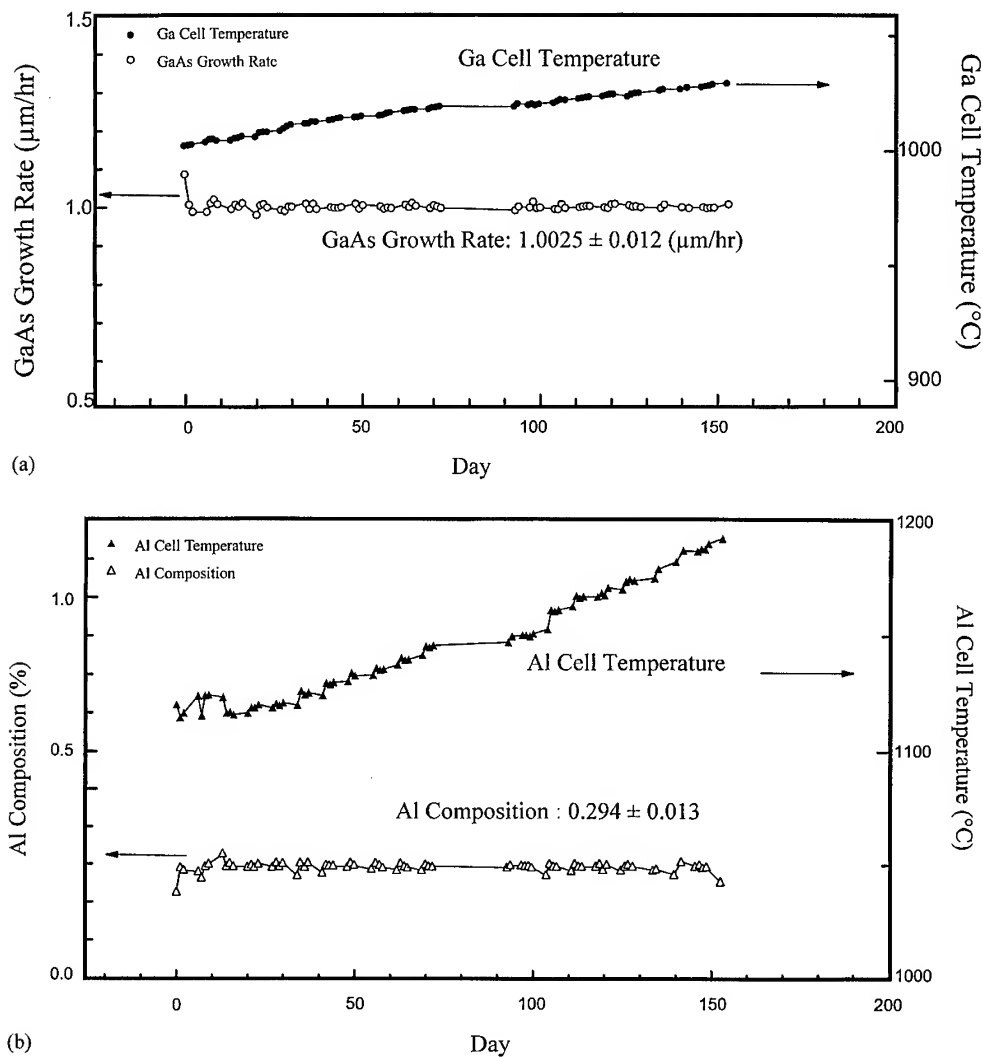 1.5
Ga Cell Temperature
GaAs Growth Rate
Ga Cell Temperature
1.0
0.5
GaAs Growth Rate (μm/hr)
GaAs Growth Rate: 1.0025 ± 0.012 (μm/hr)
1000
900
Ga Cell Temperature (°C)
0 50 100 150 200
(a)
Day
Al Cell Temperature
Al Composition
1.0
0.5
0.0
Al Composition (%)
Al Cell Temperature
Al Composition : 0.294 ± 0.013
1200
1100
1000
Al Cell Temperature (°C)
0 50 100 150 200
(b)
Day